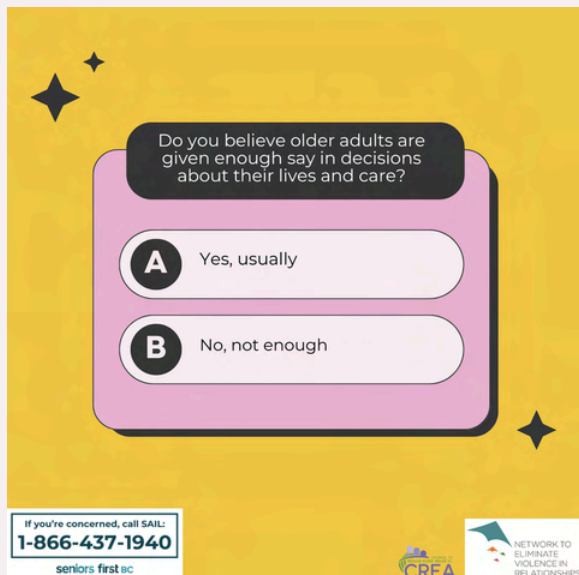 Do you believe older adults are
given enough say in decisions
about their lives and care?
A
Yes, usually
B
No, not enough
If you're concerned, call SAIL:
1-866-437-1940
seniors first BC
CREA
NETWORK TO
ELIMINATE
VIOLENCE IN
RELATIONSHIPS